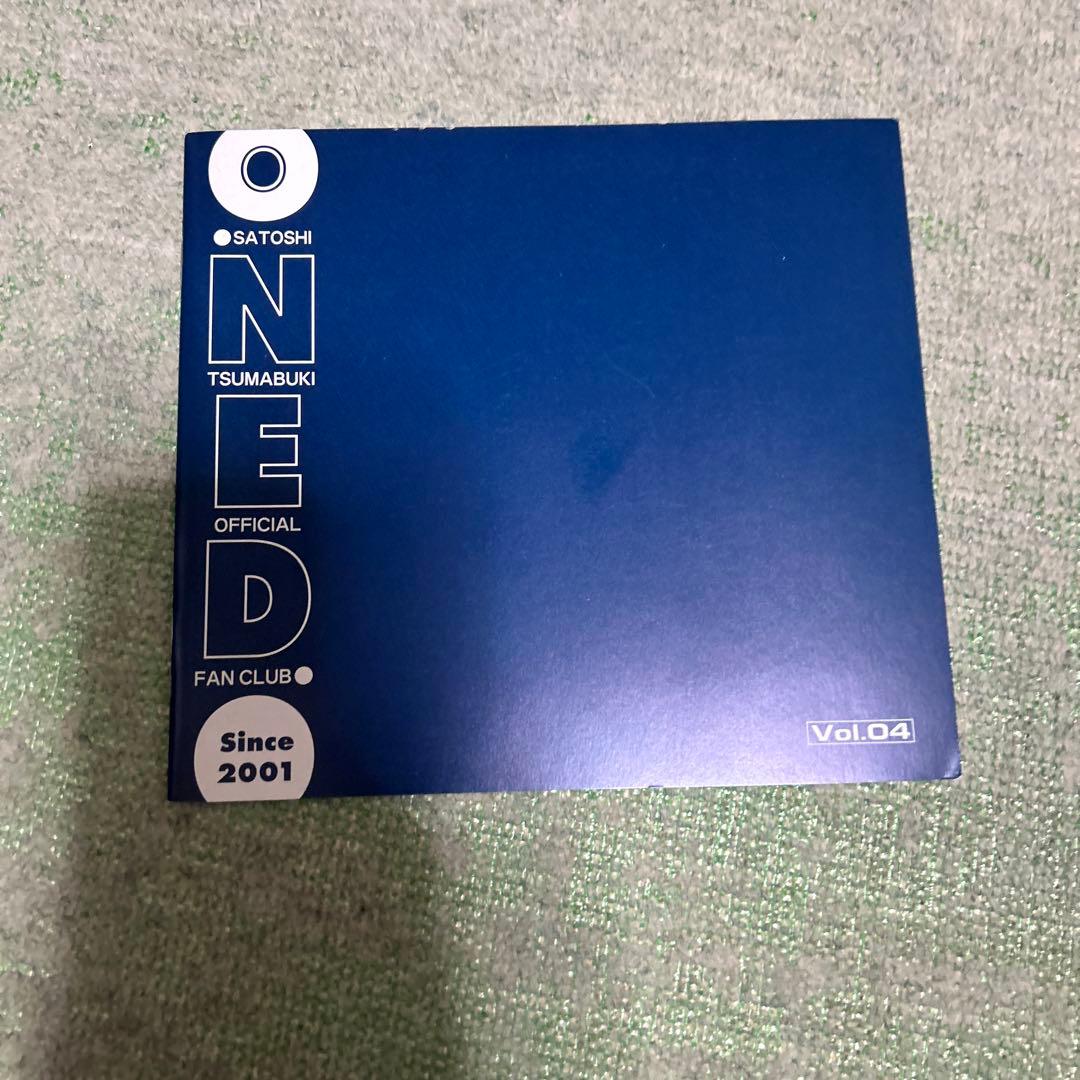 O
SATOSHI
N
TSUMABUKI
E
OFFICIAL
D
FAN CLUB
Since
2001
Vol.04